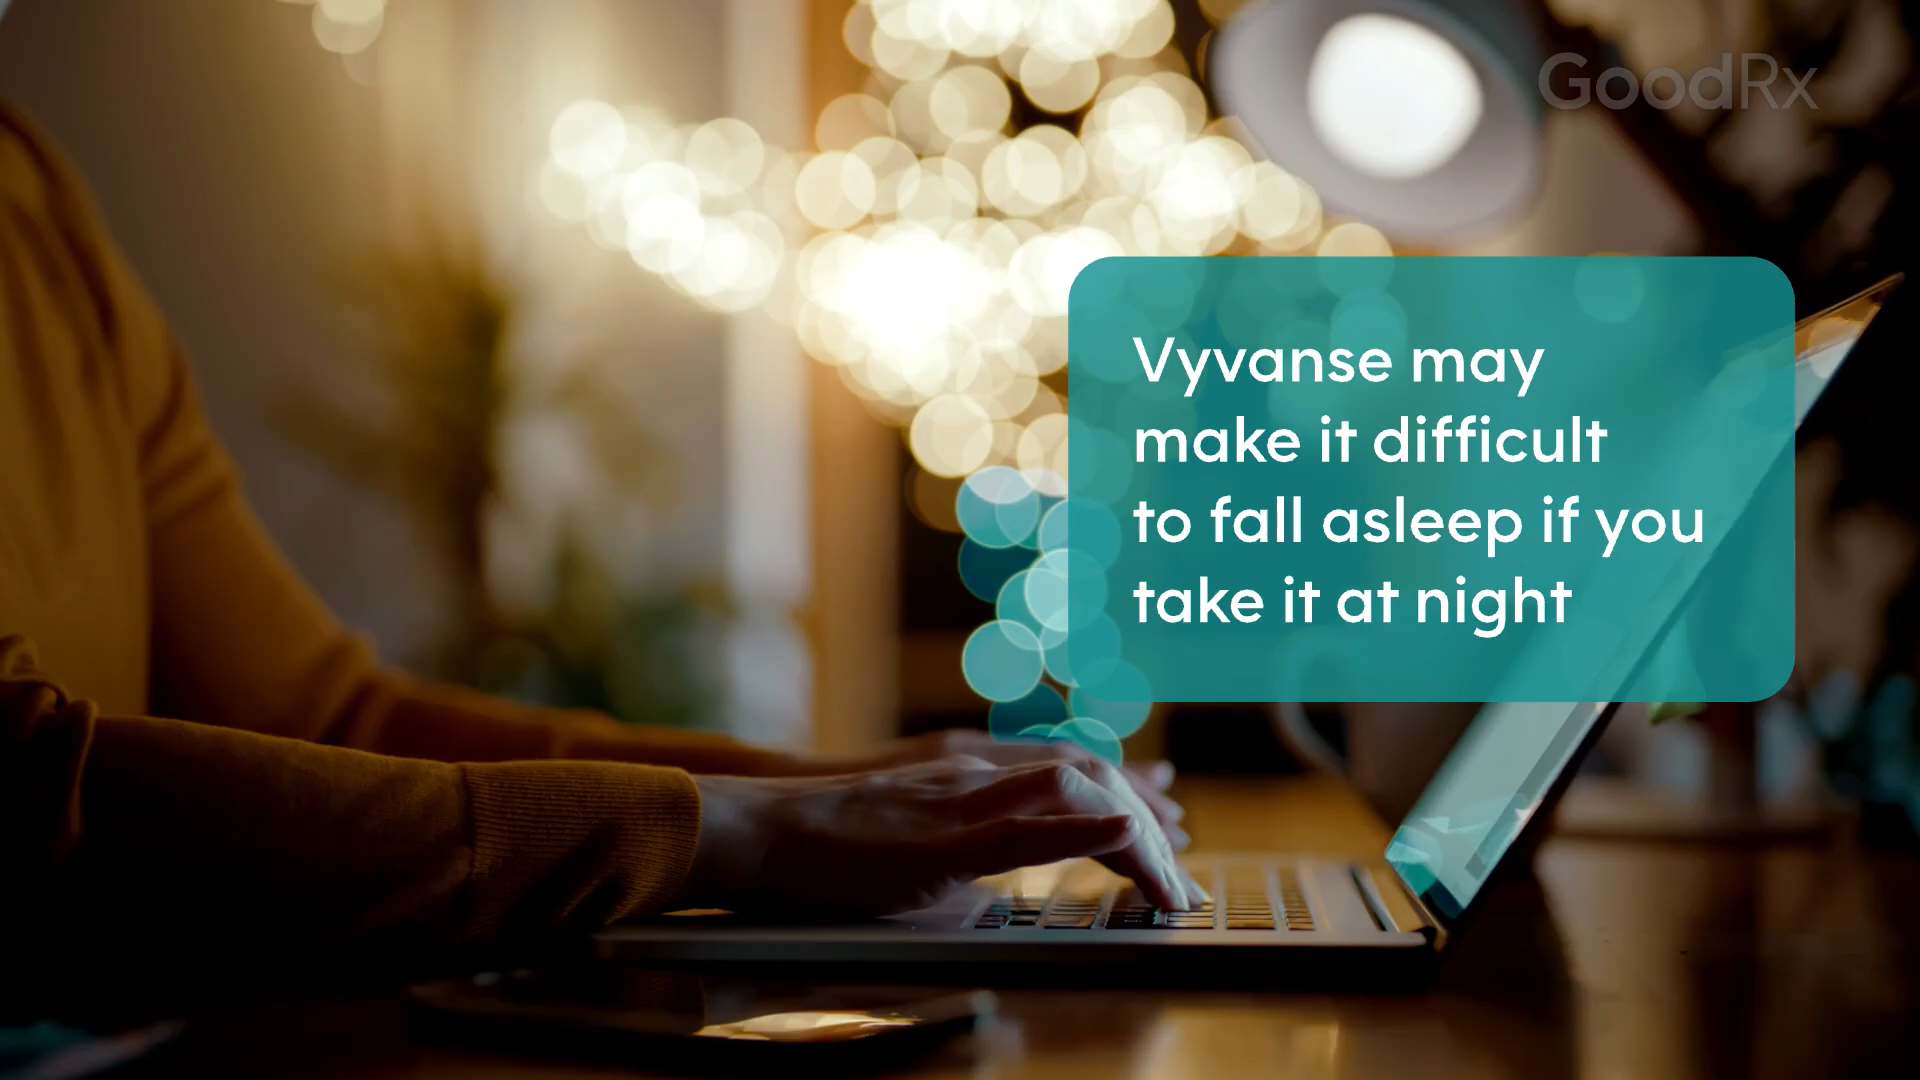 GoodRx
Vyvanse may
make it difficult
to fall asleep if you
take it at night